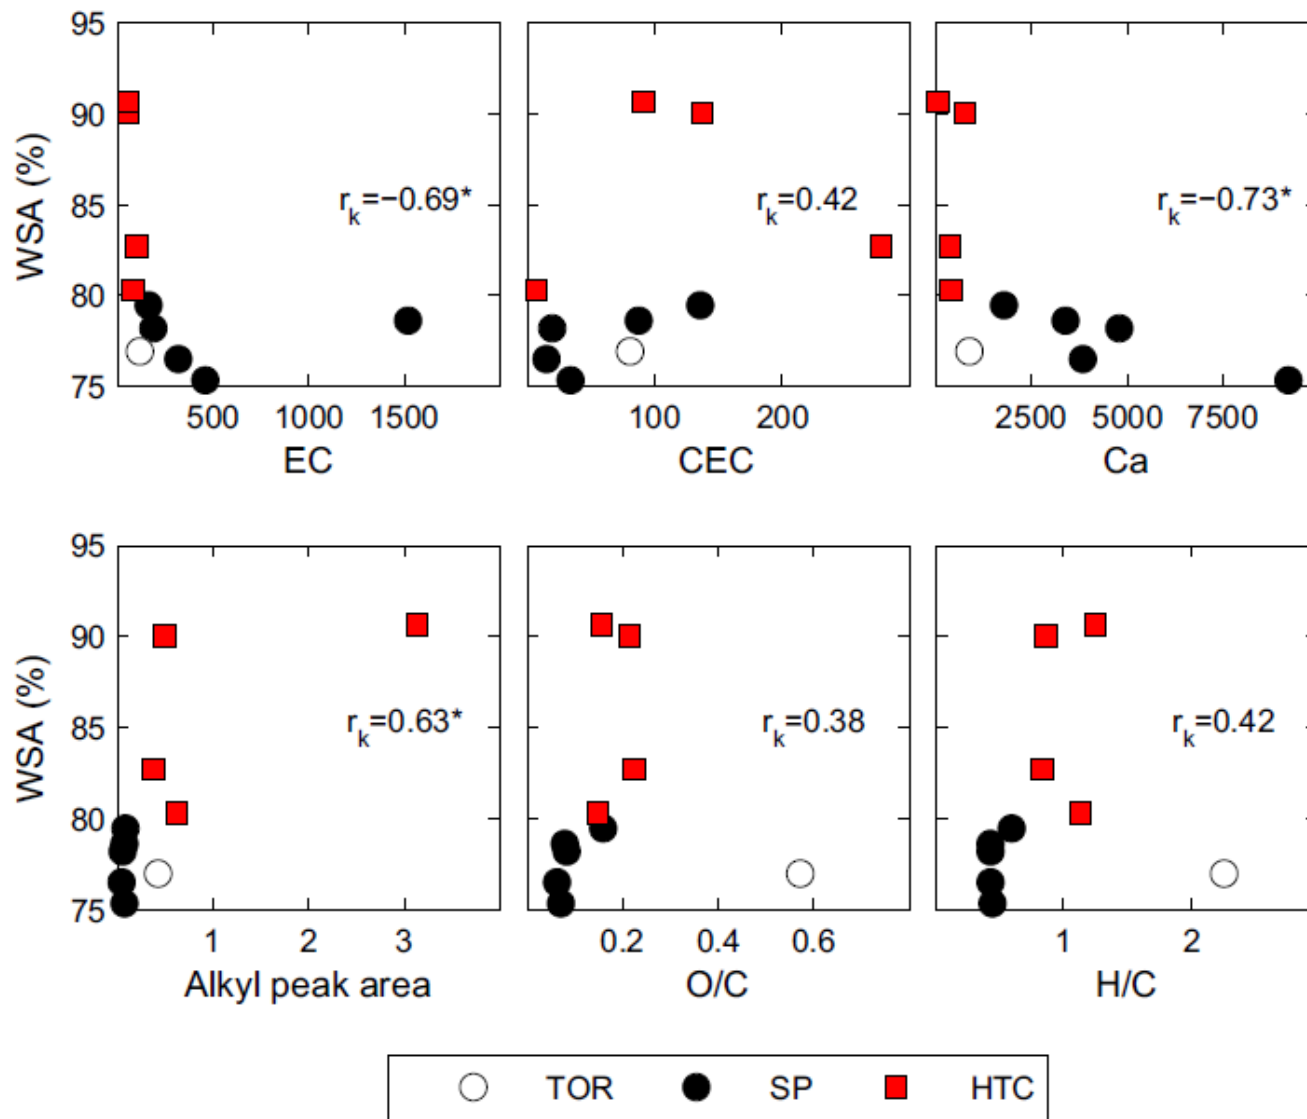 95
90
85
80
75
WSA (%)
r_k=−0.69*
500 1000 1500
EC
r_k=0.42
100 200
CEC
r_k=−0.73*
2500 5000 7500
Ca
95
90
85
80
75
WSA (%)
r_k=0.63*
1 2 3
Alkyl peak area
r_k=0.38
0.2 0.4 0.6
O/C
r_k=0.42
1 2
H/C
TOR SP HTC